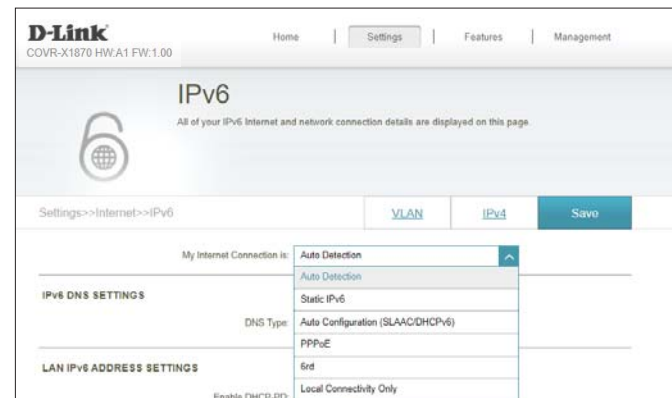 D-Link
COVR-X1870 HW:A1 FW:1.00
Home | Settings | Features | Management
IPv6
All of your IPv6 Internet and network connection details are displayed on this page.
Settings>>Internet>>IPv6
VLAN
IPv4
Save
My Internet Connection is: Auto Detection
Auto Detection
Static IPv6
IPv6 DNS SETTINGS
DNS Type: Auto Configuration (SLAAC/DHCPv6)
PPPoE
6rd
LAN IPv6 ADDRESS SETTINGS
Local Connectivity Only
Enable DHCP-PD: